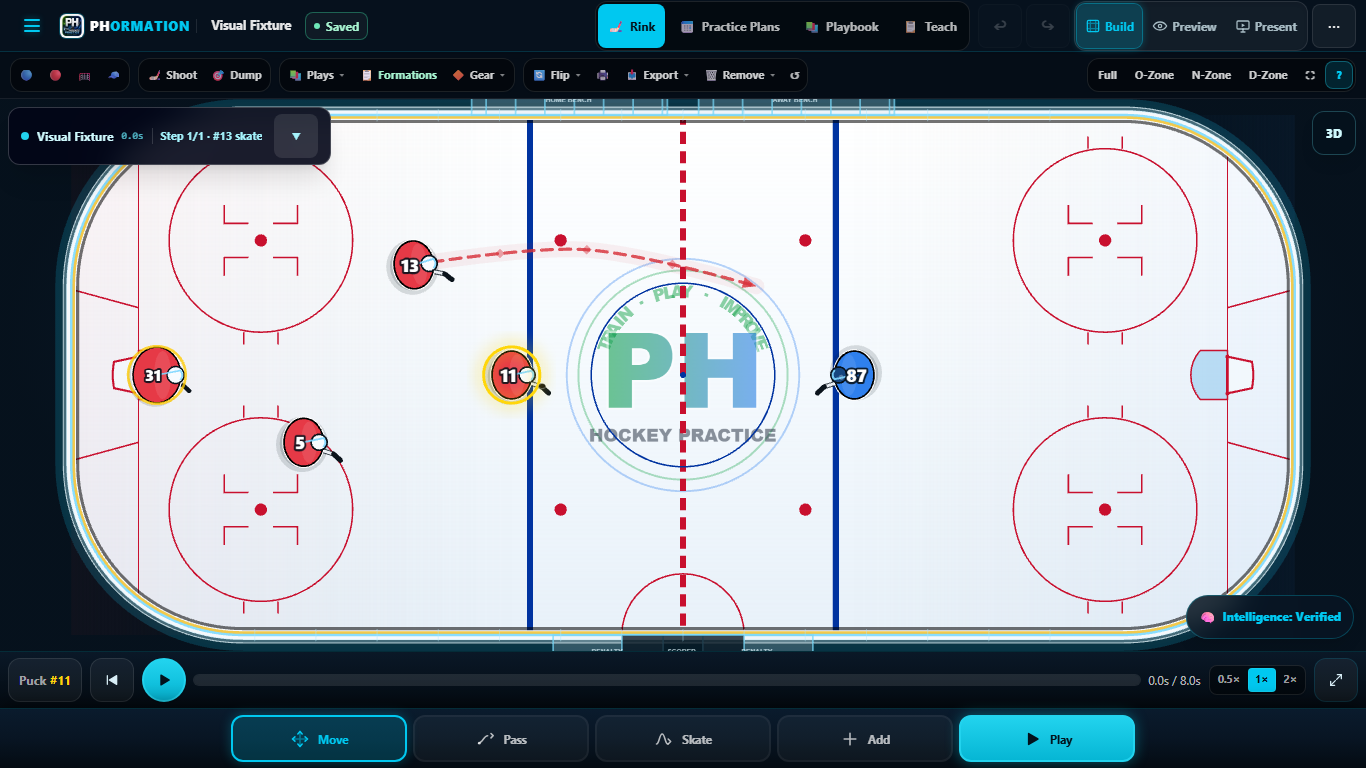 PHORMATION
Visual Fixture
Saved
Rink
Practice Plans
Playbook
Teach
Build
Preview
Present
...
Shoot
Dump
Plays
Formations
Gear
Flip
Export
Remove
Full
O-Zone
N-Zone
D-Zone
?
HOME BENCH
AWAY BENCH
Visual Fixture 0.0s Step 1/1 · #13 skate
3D
13
TRAIN · PLAY · IMPROVE
PH
HOCKEY PRACTICE
31
11
87
5
Intelligence: Verified
PENALTY
SCORER
PENALTY
Puck #11
0.0s / 8.0s
0.5×
1×
2×
Move
Pass
Skate
Add
Play